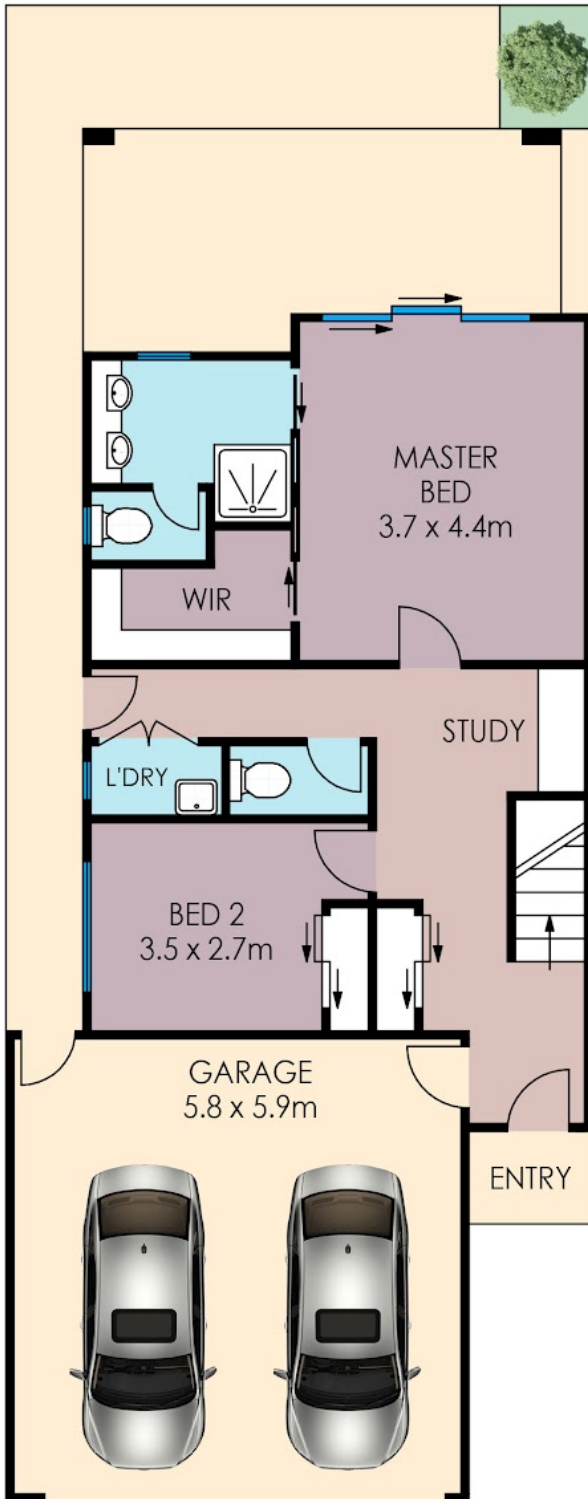 MASTER
BED
3.7 x 4.4m
WIR
STUDY
L'DRY
BED 2
3.5 x 2.7m
GARAGE
5.8 x 5.9m
ENTRY